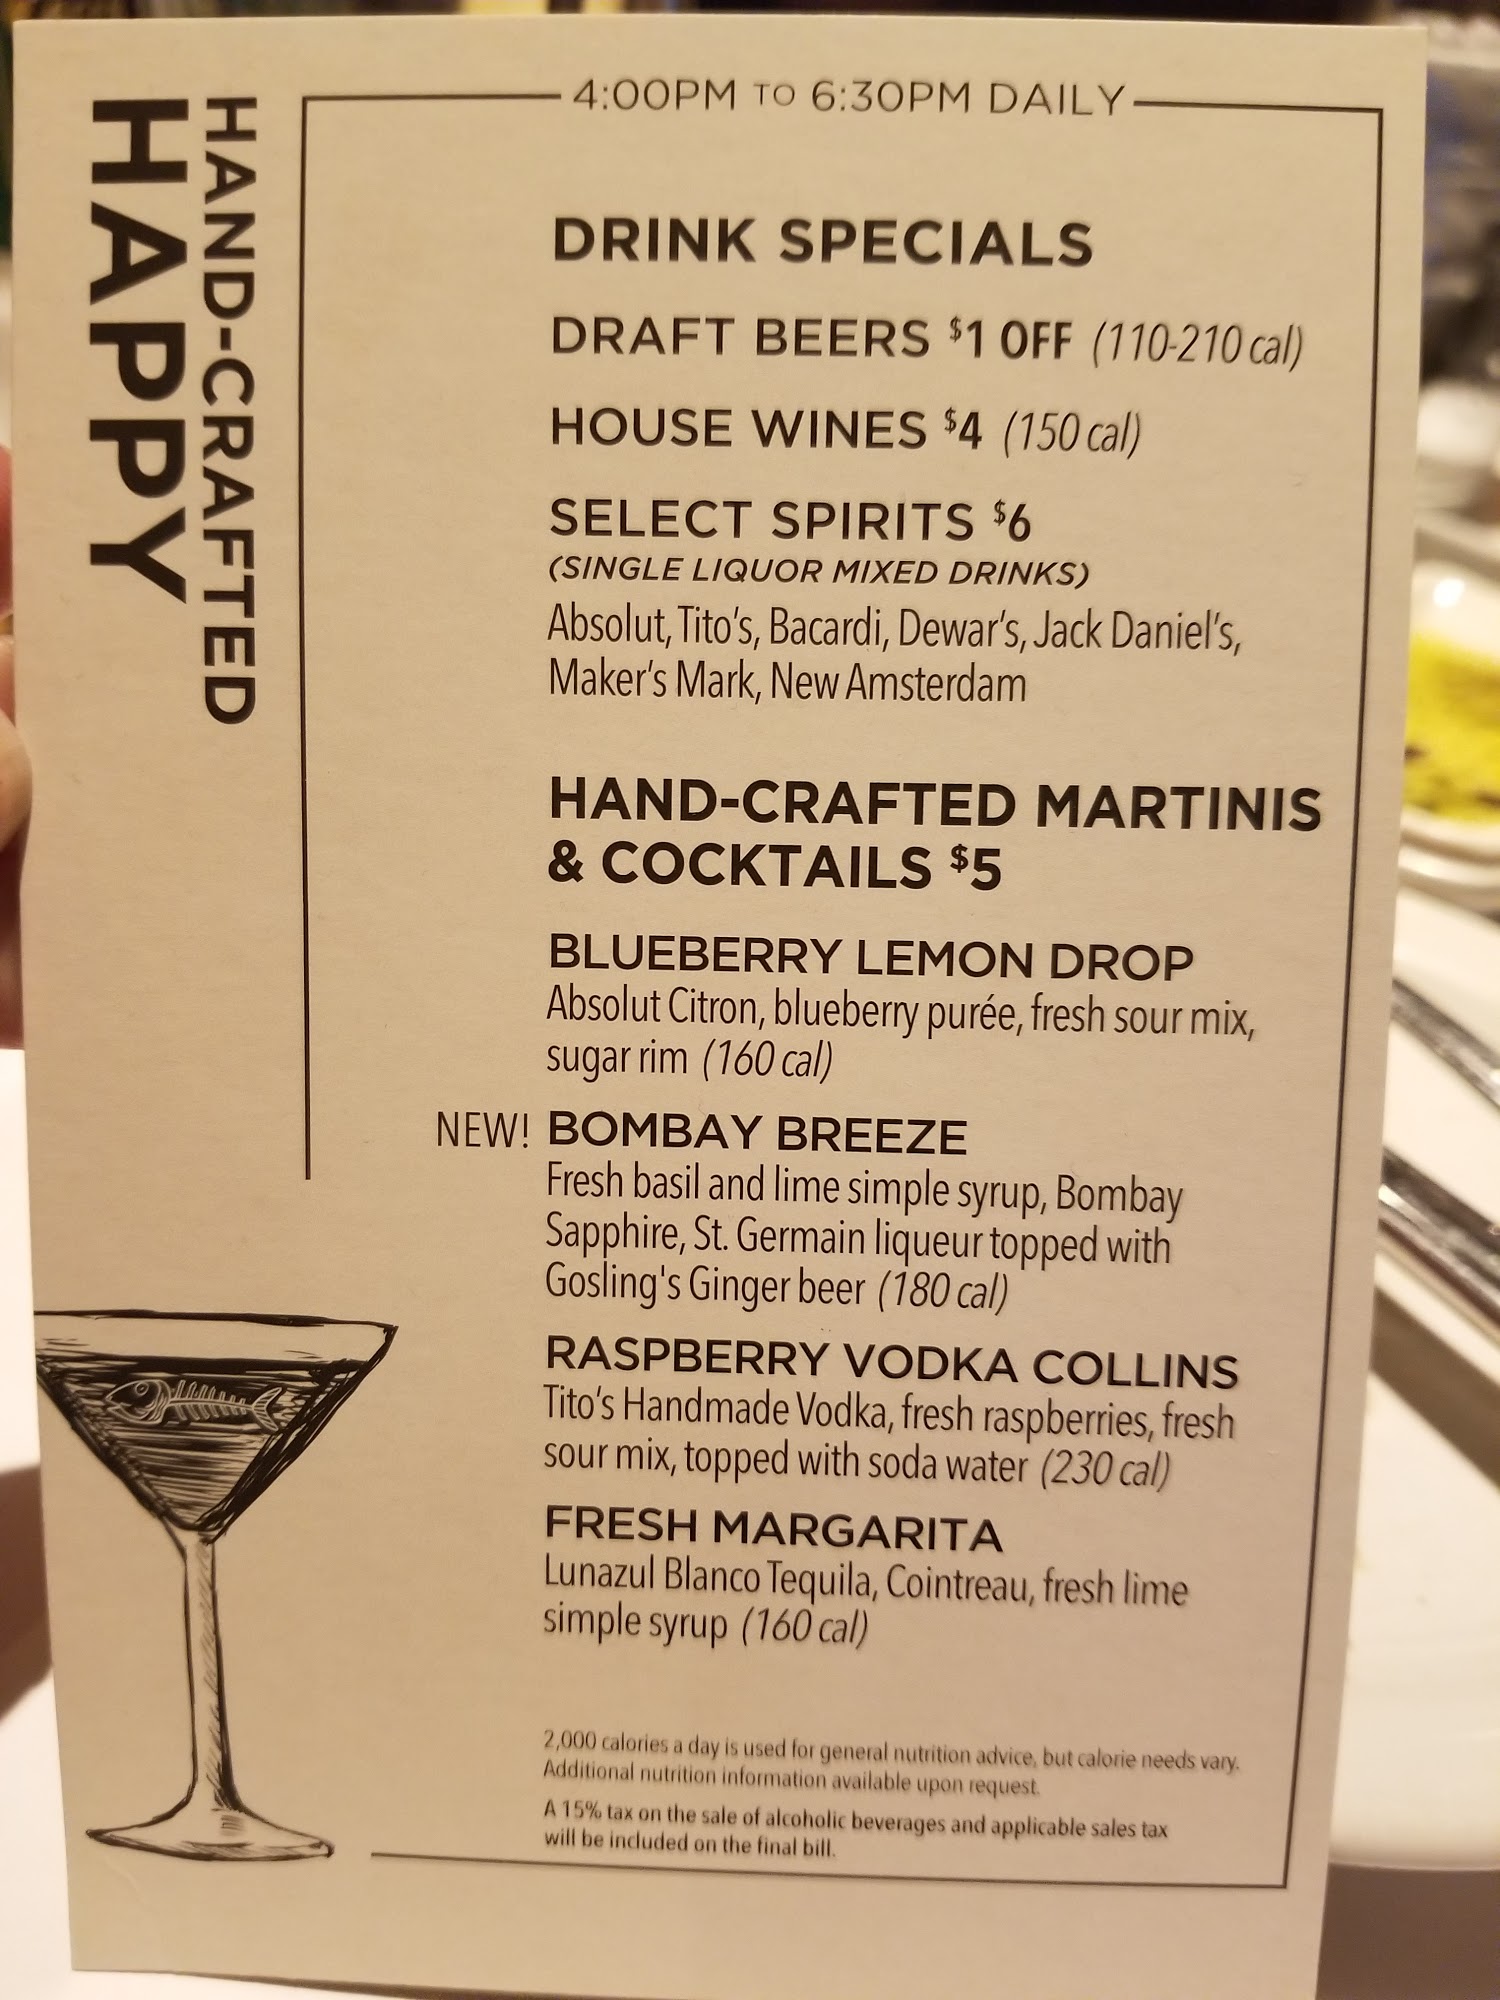 HAND-CRAFTED
HAPPY
4:00PM TO 6:30PM DAILY
DRINK SPECIALS
DRAFT BEERS $1 OFF (110-210 cal)
HOUSE WINES $4 (150 cal)
SELECT SPIRITS $6
(SINGLE LIQUOR MIXED DRINKS)
Absolut, Tito's, Bacardi, Dewar's, Jack Daniel's,
Maker's Mark, New Amsterdam
HAND-CRAFTED MARTINIS
& COCKTAILS $5
BLUEBERRY LEMON DROP
Absolut Citron, blueberry purée, fresh sour mix,
sugar rim (160 cal)
NEW! BOMBAY BREEZE
Fresh basil and lime simple syrup, Bombay
Sapphire, St. Germain liqueur topped with
Gosling's Ginger beer (180 cal)
RASPBERRY VODKA COLLINS
Tito's Handmade Vodka, fresh raspberries, fresh
sour mix, topped with soda water (230 cal)
FRESH MARGARITA
Lunazul Blanco Tequila, Cointreau, fresh lime
simple syrup (160 cal)
2,000 calories a day is used for general nutrition advice, but calorie needs vary.
Additional nutrition information available upon request.
A 15% tax on the sale of alcoholic beverages and applicable sales tax
will be included on the final bill.